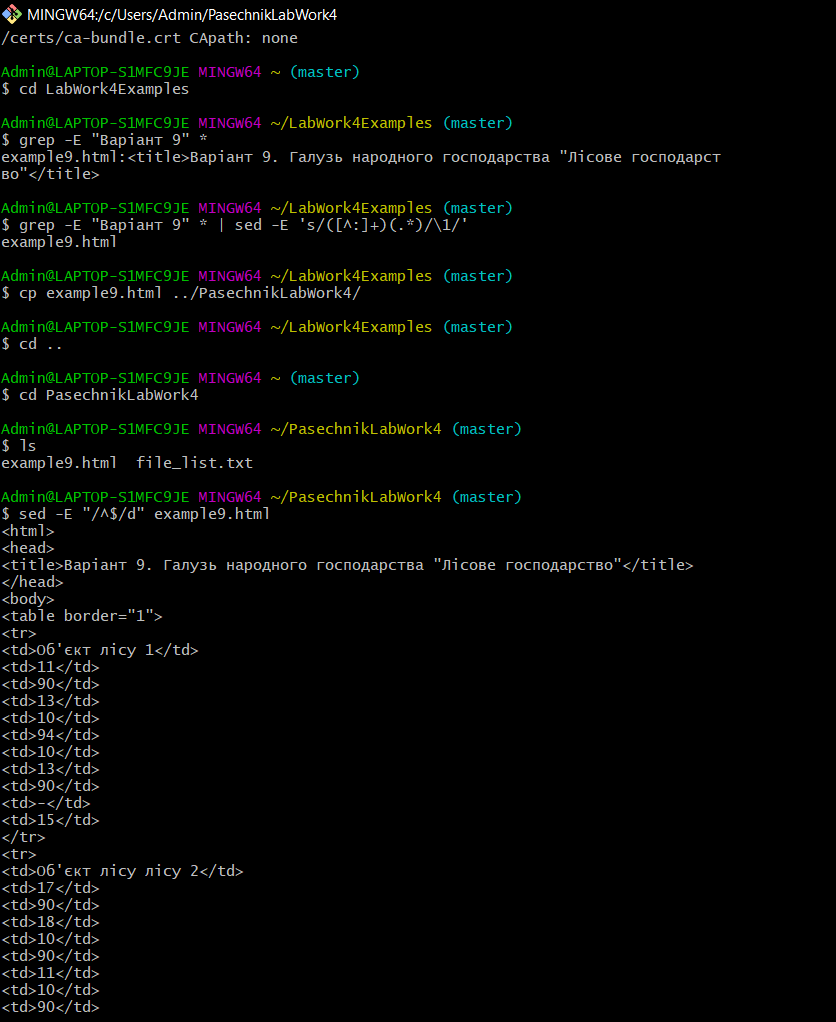 MINGW64:/c/Users/Admin/PasechnikLabWork4
/certs/ca-bundle.crt CApath: none
Admin@LAPTOP-S1MFC9JE MINGW64 ~ (master)
$ cd LabWork4Examples
Admin@LAPTOP-S1MFC9JE MINGW64 ~/LabWork4Examples (master)
$ grep -E "Варіант 9" *
example9.html:<title>Варіант 9. Галузь народного господарства "Лісове господарст
во"</title>
Admin@LAPTOP-S1MFC9JE MINGW64 ~/LabWork4Examples (master)
$ grep -E "Варіант 9" * | sed -E 's/([^:]+)(.*)/\1/'
example9.html
Admin@LAPTOP-S1MFC9JE MINGW64 ~/LabWork4Examples (master)
$ cp example9.html ../PasechnikLabWork4/
Admin@LAPTOP-S1MFC9JE MINGW64 ~/LabWork4Examples (master)
$ cd ..
Admin@LAPTOP-S1MFC9JE MINGW64 ~ (master)
$ cd PasechnikLabWork4
Admin@LAPTOP-S1MFC9JE MINGW64 ~/PasechnikLabWork4 (master)
$ ls
example9.html  file_list.txt
Admin@LAPTOP-S1MFC9JE MINGW64 ~/PasechnikLabWork4 (master)
$ sed -E "/^$/d" example9.html
<html>
<head>
<title>Варіант 9. Галузь народного господарства "Лісове господарство"</title>
</head>
<body>
<table border="1">
<tr>
<td>Об'єкт лісу 1</td>
<td>11</td>
<td>90</td>
<td>13</td>
<td>10</td>
<td>94</td>
<td>10</td>
<td>13</td>
<td>90</td>
<td>-</td>
<td>15</td>
</tr>
<tr>
<td>Об'єкт лісу лісу 2</td>
<td>17</td>
<td>90</td>
<td>18</td>
<td>10</td>
<td>90</td>
<td>11</td>
<td>10</td>
<td>90</td>